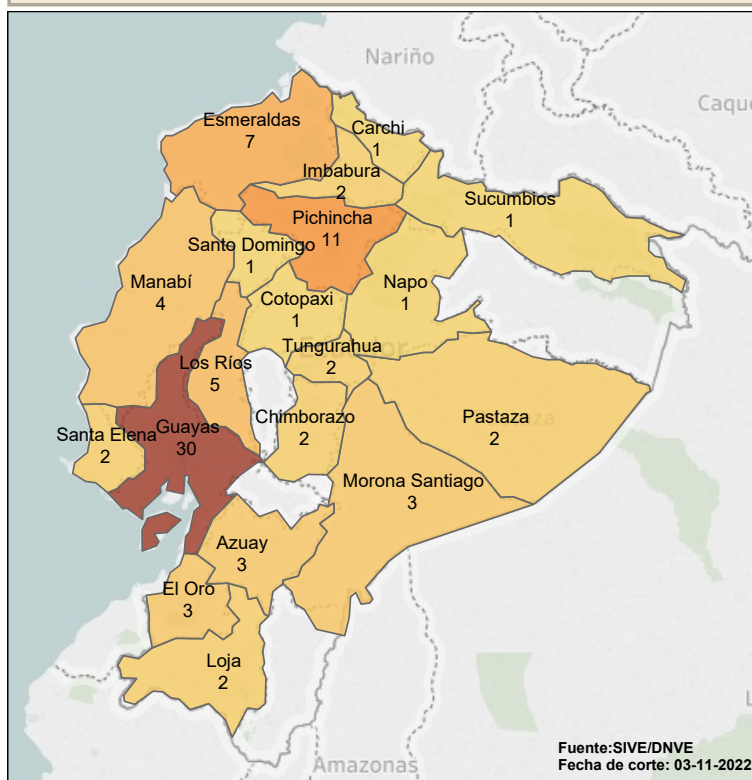 Nariño
Caqu
Esmeraldas
7
Carchi
1
Imbabura
2
Sucumbios
1
Pichincha
11
Santo Domingo
1
Manabí
4
Napo
1
Cotopaxi
1
Ecuador
Tungurahua
2
Los Ríos
5
Chimborazo
2
Pastaza
2
Santa Elena
2
Guayas
30
Morona Santiago
3
Azuay
3
El Oro
3
Loja
2
Fuente:SIVE/DNVE
Fecha de corte: 03-11-2022
Amazonas